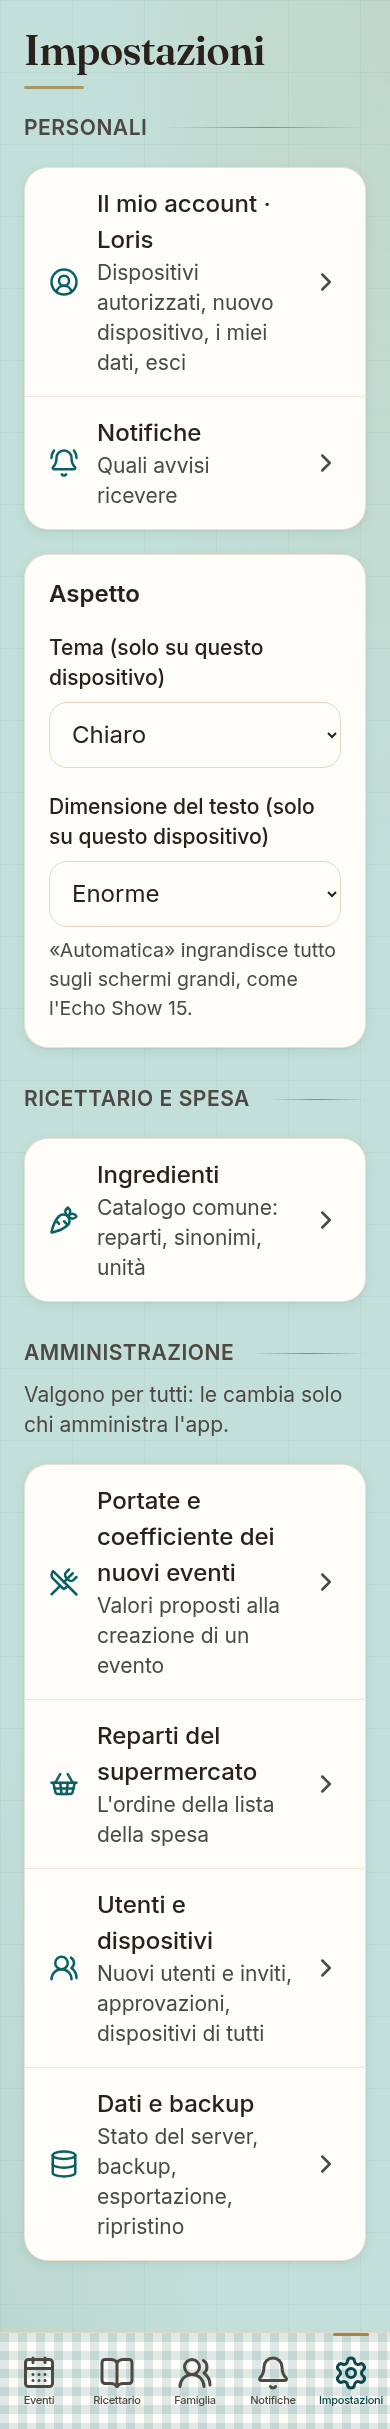 Impostazioni
PERSONALI
Il mio account ·
Loris
Dispositivi
autorizzati, nuovo
dispositivo, i miei
dati, esci
Notifiche
Quali avvisi
ricevere
Aspetto
Tema (solo su questo
dispositivo)
Chiaro
Dimensione del testo (solo
su questo dispositivo)
Enorme
«Automatica» ingrandisce tutto
sugli schermi grandi, come
l'Echo Show 15.
RICETTARIO E SPESA
Ingredienti
Catalogo comune:
reparti, sinonimi,
unità
AMMINISTRAZIONE
Valgono per tutti: le cambia solo
chi amministra l'app.
Portate e
coefficiente dei
nuovi eventi
Valori proposti alla
creazione di un
evento
Reparti del
supermercato
L'ordine della lista
della spesa
Utenti e
dispositivi
Nuovi utenti e inviti,
approvazioni,
dispositivi di tutti
Dati e backup
Stato del server,
backup,
esportazione,
ripristino
Eventi Ricettario Famiglia Notifiche Impostazioni